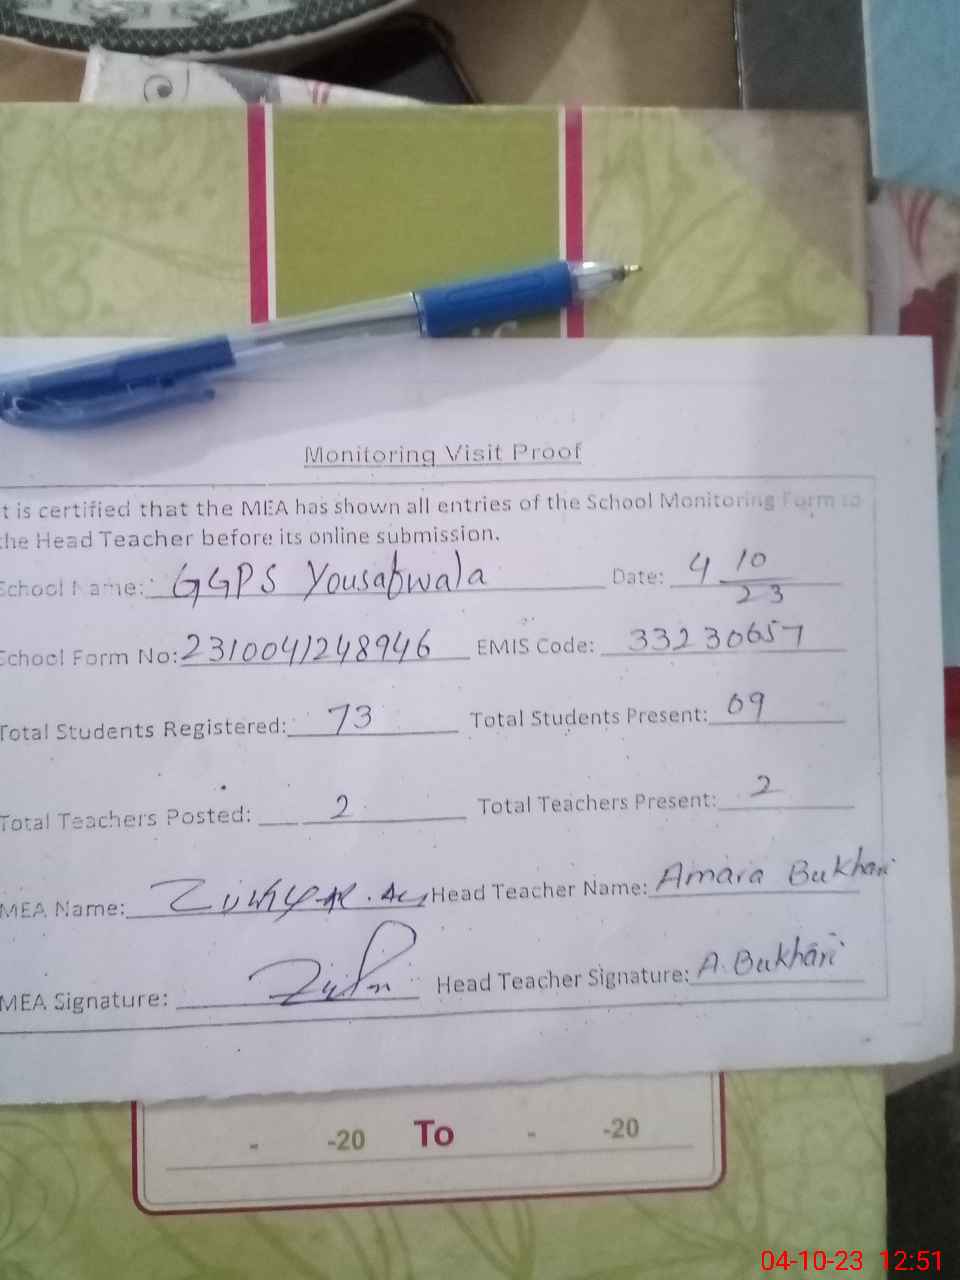 Monitoring Visit Proof
t is certified that the MEA has shown all entries of the School Monitoring Form to
the Head Teacher before its online submission.
School Name: GGPS Yousafwala Date: 4 10
23
School Form No: 2310041248946 EMIS Code: 33230657
Total Students Registered: 73 Total Students Present: 09
Total Teachers Posted: 2 Total Teachers Present: 2
MEA Name: Head Teacher Name: Amara Bukhari
MEA Signature: Head Teacher Signature: A. Bukhari
- -20 To - -20
04-10-23 12:51